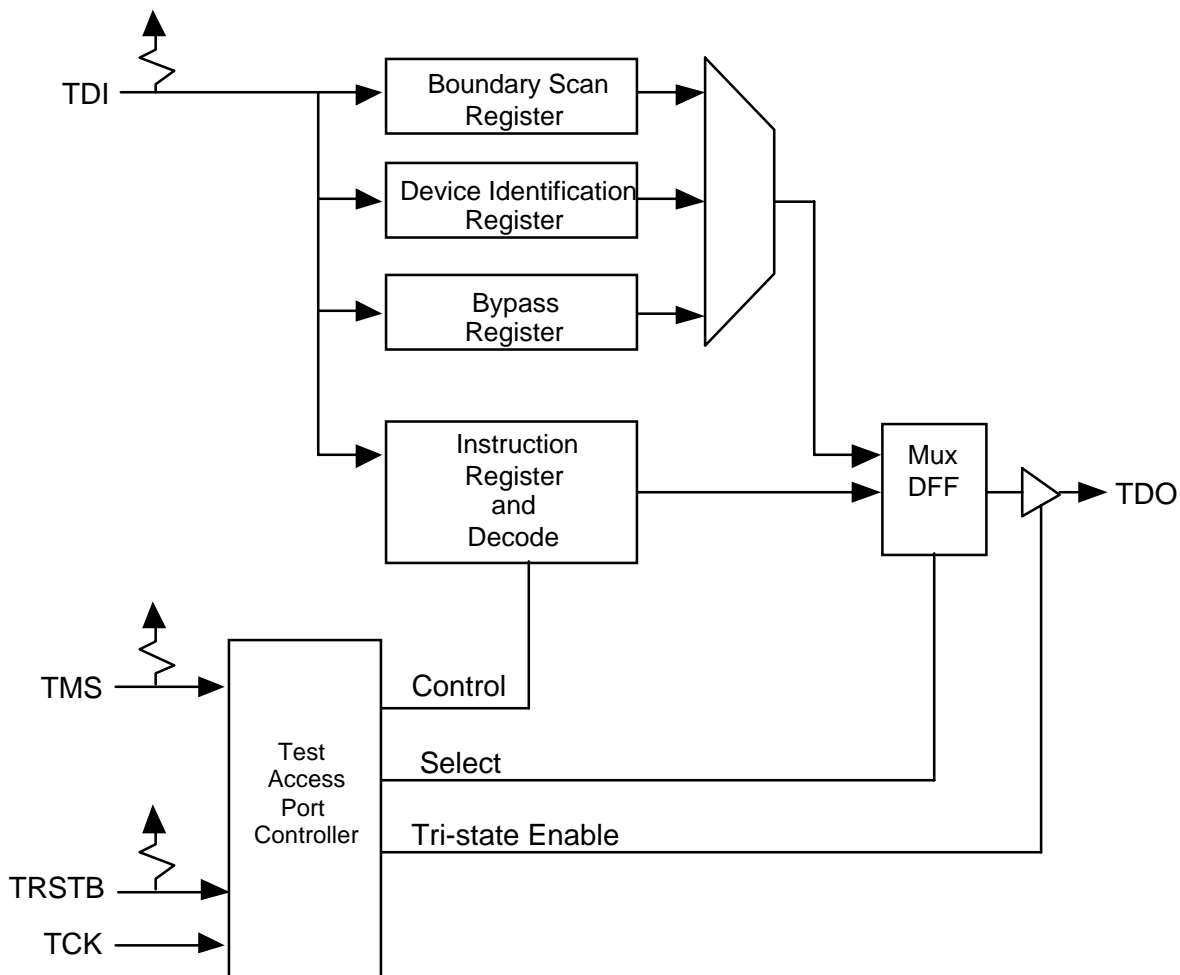 TDI
Boundary Scan
Register
Device Identification
Register
Bypass
Register
Instruction
Register
and
Decode
Mux
DFF
TDO
TMS
Control
Test
Access
Port
Controller
Select
Tri-state Enable
TRSTB
TCK